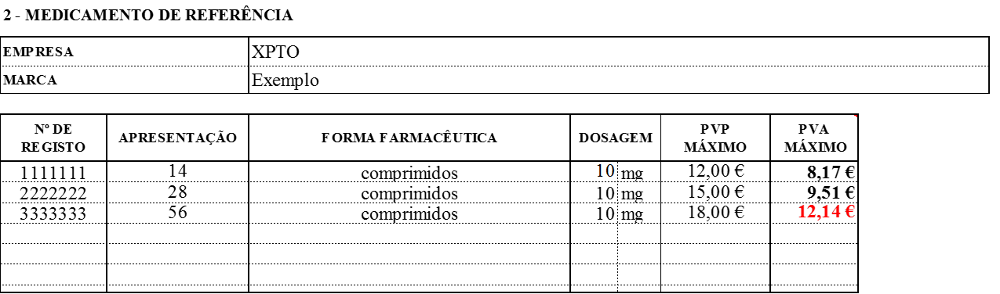 2 - MEDICAMENTO DE REFERÊNCIA
EMPRESA XPTO
MARCA Exemplo
Nº DE REGISTO APRESENTAÇÃO FORMA FARMACÊUTICA DOSAGEM PVP MÁXIMO PVA MÁXIMO
1111111 14 comprimidos 10 mg 12,00 € 8,17 €
2222222 28 comprimidos 10 mg 15,00 € 9,51 €
3333333 56 comprimidos 10 mg 18,00 € 12,14 €